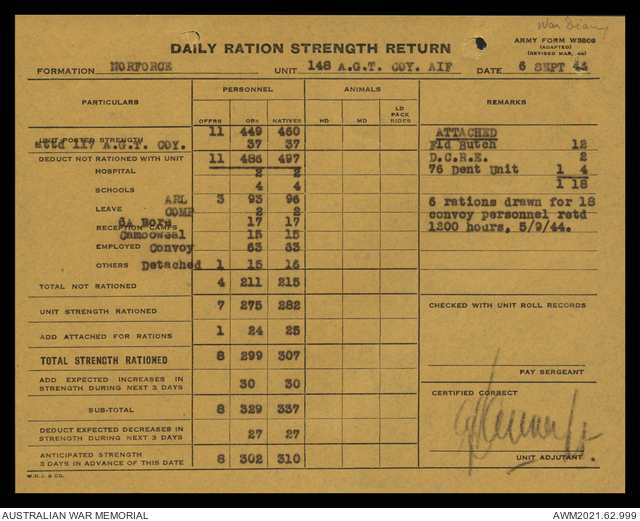 War Diary
DAILY RATION STRENGTH RETURN
ARMY FORM W3809
(ADAPTED)
(REVISED MAR. 44)
FORMATION NORFORCE UNIT 148 A.G.T. COY. AIF DATE 6 SEPT 44
PARTICULARS PERSONNEL ANIMALS REMARKS
OFFRS ORs NATIVES HD MD LD PACK RIDES
UNIT POSTED STRENGTH 11 449 460
attd 117 A.G.T. COY. 37 37
DEDUCT NOT RATIONED WITH UNIT 11 486 497
HOSPITAL 2 2
SCHOOLS 4 4
LEAVE ARL 3 93 96
COMP 2 2
RECEPTION CAMPS 6A Bore 17 17
Camooweal 15 15
EMPLOYED Convoy 63 63
OTHERS Detached 1 15 16
TOTAL NOT RATIONED 4 211 215
UNIT STRENGTH RATIONED 7 275 282
ADD ATTACHED FOR RATIONS 1 24 25
TOTAL STRENGTH RATIONED 8 299 307
ADD EXPECTED INCREASES IN STRENGTH DURING NEXT 3 DAYS 30 30
SUB-TOTAL 8 329 337
DEDUCT EXPECTED DECREASES IN STRENGTH DURING NEXT 3 DAYS 27 27
ANTICIPATED STRENGTH 3 DAYS IN ADVANCE OF THIS DATE 8 302 310
W.D.J. & CO.
ATTACHED
Fld Butch 12
D.C.R.E. 2
76 Dent Unit 1 4
1 18
6 rations drawn for 18
convoy personnel retd
1200 hours, 5/9/44.
CHECKED WITH UNIT ROLL RECORDS
PAY SERGEANT
CERTIFIED CORRECT
UNIT ADJUTANT.
AUSTRALIAN WAR MEMORIAL
AWM2021.62.999